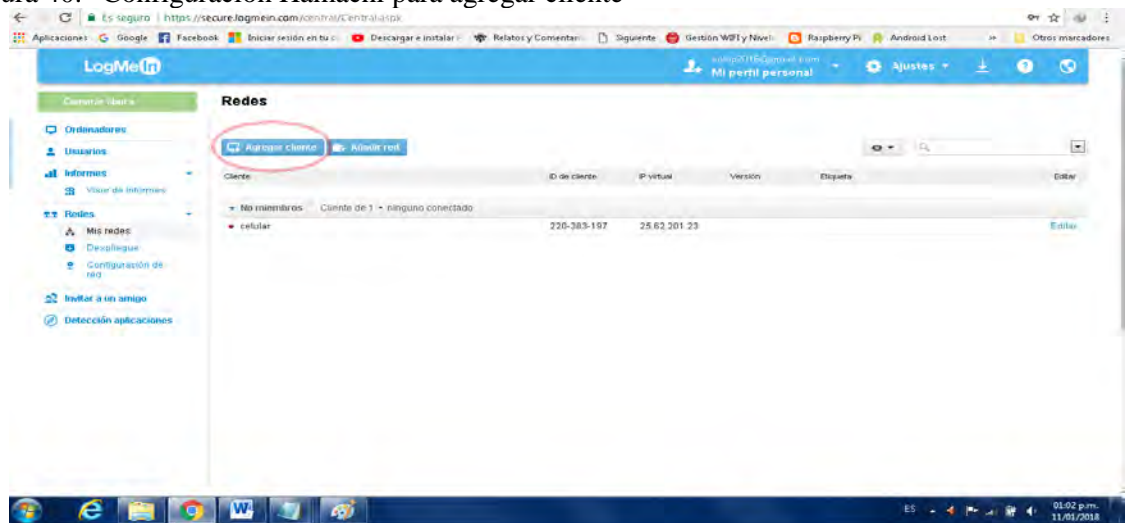 Configuración Hamachi para agregar cliente
Es seguro | https://secure.logmein.com/central/Central.aspx
Aplicaciones Google Facebook Iniciar sesión en tu c Descargar e instalar Relatos y Comentar Siguiente Gestión WIFI y Nivel Raspberry Pi Android Lost » Otros marcadores
LogMeIn
Mi perfil personal
Ajustes
Redes
Ordenadores
Agregar cliente Añadir red
Usuarios
Informes
Cliente ID de cliente IP virtual Versión Etiqueta Editar
Visor de informes
No miembros Cliente de 1 • ninguno conectado
Redes
celular 220-383-197 25.62.201.23 Editar
Mis redes
Despliegue
Configuración de red
Invitar a un amigo
Detección aplicaciones
ES
01:02 p.m.
11/01/2018